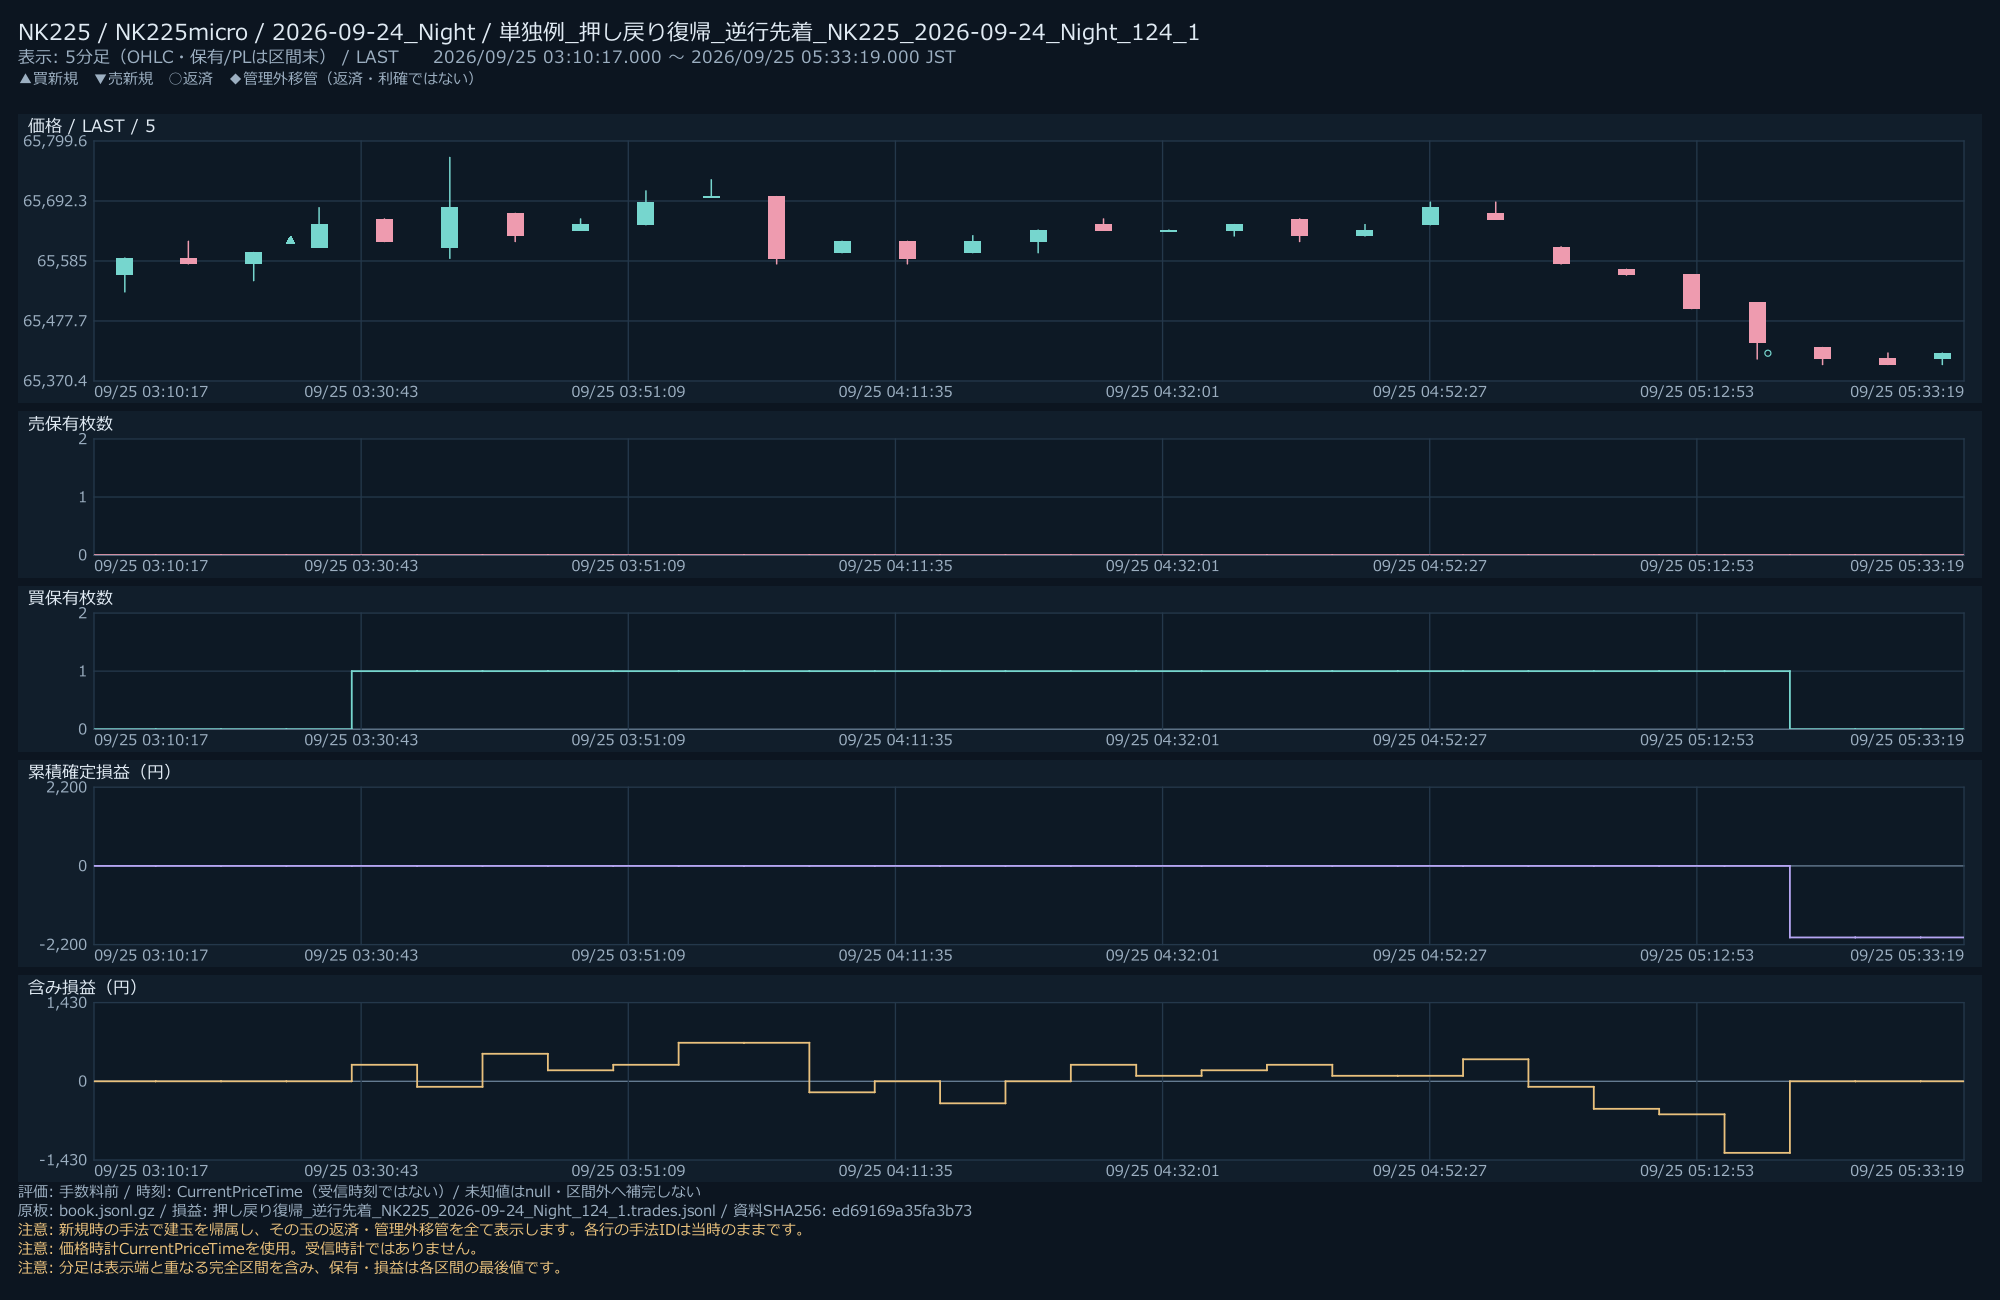 NK225 / NK225micro / 2026-09-24_Night / 単独例_押し戻り復帰_逆行先着_NK225_2026-09-24_Night_124_1
表示: 5分足（OHLC・保有/PLは区間末） / LAST 2026/09/25 03:10:17.000 ～ 2026/09/25 05:33:19.000 JST
▲買新規 ▼売新規 ○返済 ◆管理外移管（返済・利確ではない）
価格 / LAST / 5
65,799.6
65,692.3
65,585
65,477.7
65,370.4
09/25 03:10:17 09/25 03:30:43 09/25 03:51:09 09/25 04:11:35 09/25 04:32:01 09/25 04:52:27 09/25 05:12:53 09/25 05:33:19
売保有枚数
2
1
0
09/25 03:10:17 09/25 03:30:43 09/25 03:51:09 09/25 04:11:35 09/25 04:32:01 09/25 04:52:27 09/25 05:12:53 09/25 05:33:19
買保有枚数
2
1
0
09/25 03:10:17 09/25 03:30:43 09/25 03:51:09 09/25 04:11:35 09/25 04:32:01 09/25 04:52:27 09/25 05:12:53 09/25 05:33:19
累積確定損益（円）
2,200
0
-2,200
09/25 03:10:17 09/25 03:30:43 09/25 03:51:09 09/25 04:11:35 09/25 04:32:01 09/25 04:52:27 09/25 05:12:53 09/25 05:33:19
含み損益（円）
1,430
0
-1,430
09/25 03:10:17 09/25 03:30:43 09/25 03:51:09 09/25 04:11:35 09/25 04:32:01 09/25 04:52:27 09/25 05:12:53 09/25 05:33:19
評価: 手数料前 / 時刻: CurrentPriceTime（受信時刻ではない）/ 未知値はnull・区間外へ補完しない
原板: book.jsonl.gz / 損益: 押し戻り復帰_逆行先着_NK225_2026-09-24_Night_124_1.trades.jsonl / 資料SHA256: ed69169a35fa3b73
注意: 新規時の手法で建玉を帰属し、その玉の返済・管理外移管を全て表示します。各行の手法IDは当時のままです。
注意: 価格時計CurrentPriceTimeを使用。受信時計ではありません。
注意: 分足は表示端と重なる完全区間を含み、保有・損益は各区間の最後値です。